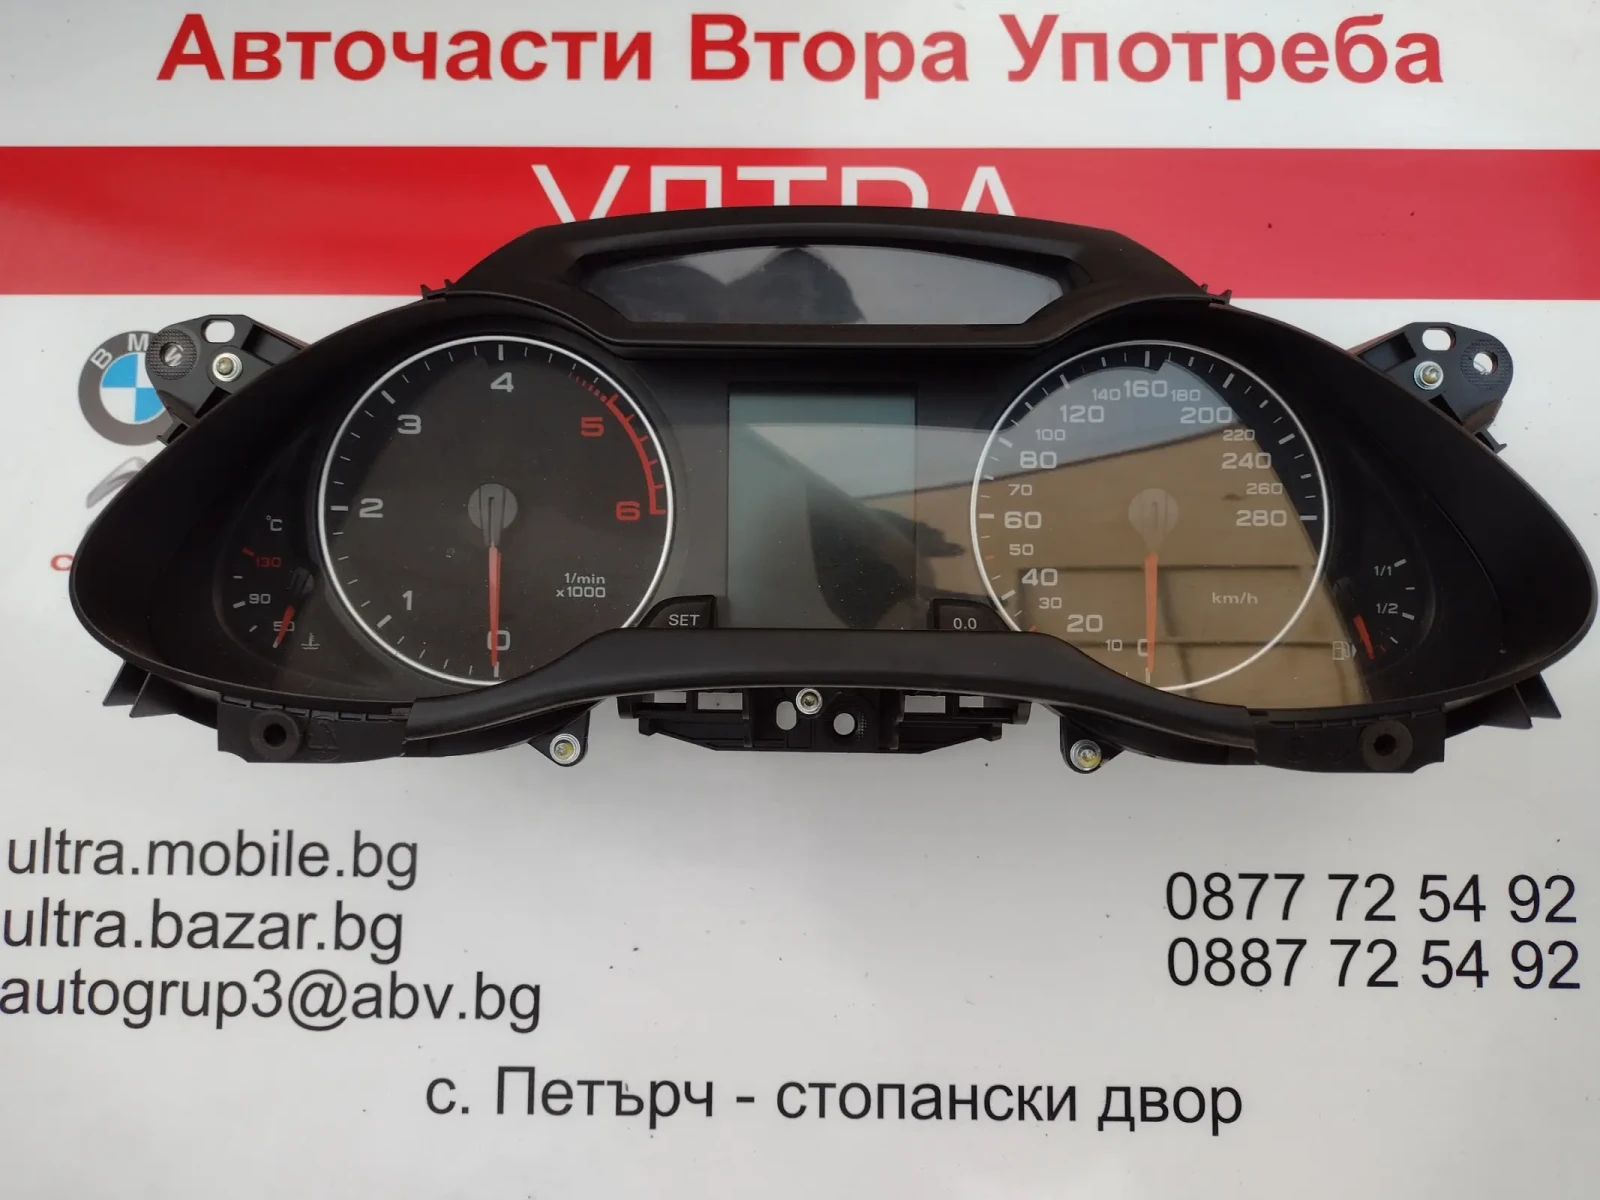 Авточасти Втора Употреба
УЛТРА
BMW
4
3
5
2
6
1
0
1/min
x1000
°C
130
90
50
SET
0.0
140 160 180
120 200
100 220
80 240
70 260
60 280
50
40
30
20
10 0
km/h
1/1
1/2
ultra.mobile.bg
ultra.bazar.bg
autogrup3@abv.bg
0877 72 54 92
0887 72 54 92
с. Петърч - стопански двор